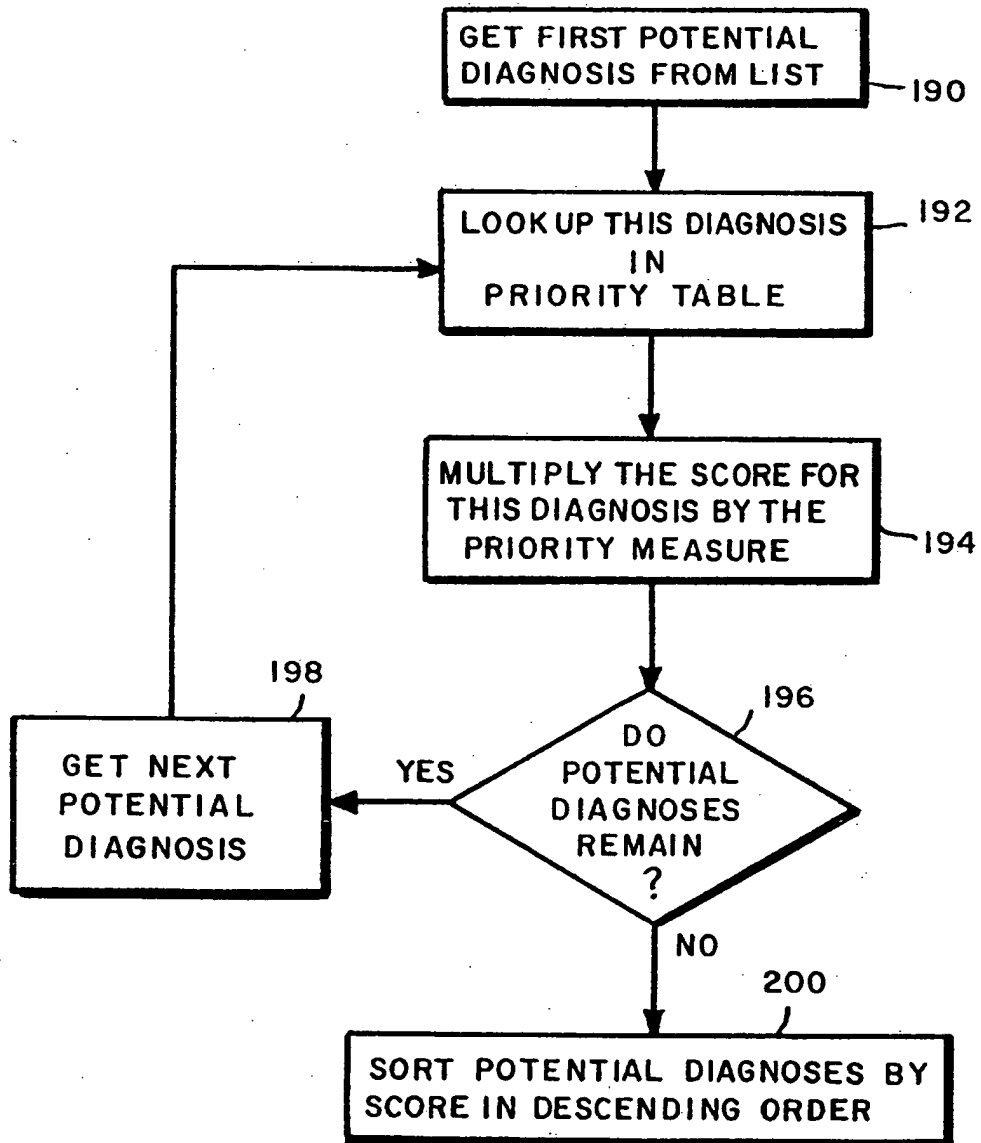 GET FIRST POTENTIAL
DIAGNOSIS FROM LIST
190
LOOK UP THIS DIAGNOSIS
IN
PRIORITY TABLE
192
MULTIPLY THE SCORE FOR
THIS DIAGNOSIS BY THE
PRIORITY MEASURE
194
196
DO
POTENTIAL
DIAGNOSES
REMAIN
?
YES
198
GET NEXT
POTENTIAL
DIAGNOSIS
NO
200
SORT POTENTIAL DIAGNOSES BY
SCORE IN DESCENDING ORDER